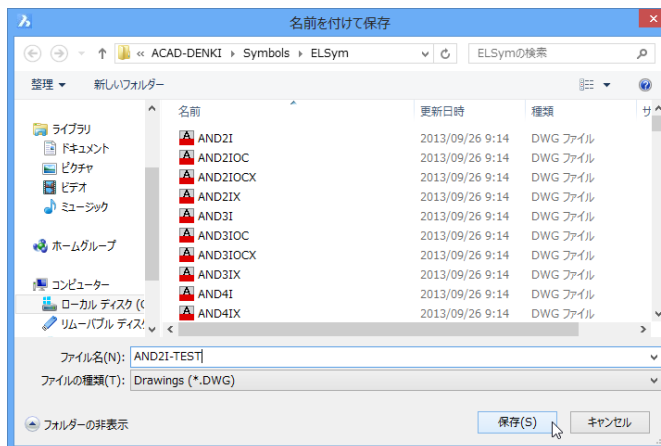 名前を付けて保存
« ACAD-DENKI Symbols ELSym ELSymの検索
整理 新しいフォルダー
名前 更新日時 種類 サ
ライブラリ
ドキュメント
ピクチャ
ビデオ
ミュージック
ホームグループ
コンピューター
ローカル ディスク (C
リムーバブル ディスク
AND2I 2013/09/26 9:14 DWG ファイル
AND2IOC 2013/09/26 9:14 DWG ファイル
AND2IOCX 2013/09/26 9:14 DWG ファイル
AND2IX 2013/09/26 9:14 DWG ファイル
AND3I 2013/09/26 9:14 DWG ファイル
AND3IOC 2013/09/26 9:14 DWG ファイル
AND3IOCX 2013/09/26 9:14 DWG ファイル
AND3IX 2013/09/26 9:14 DWG ファイル
AND4I 2013/09/26 9:14 DWG ファイル
AND4IX 2013/09/26 9:14 DWG ファイル
ファイル名(N): AND2I-TEST
ファイルの種類(T): Drawings (*.DWG)
フォルダーの非表示 保存(S) キャンセル